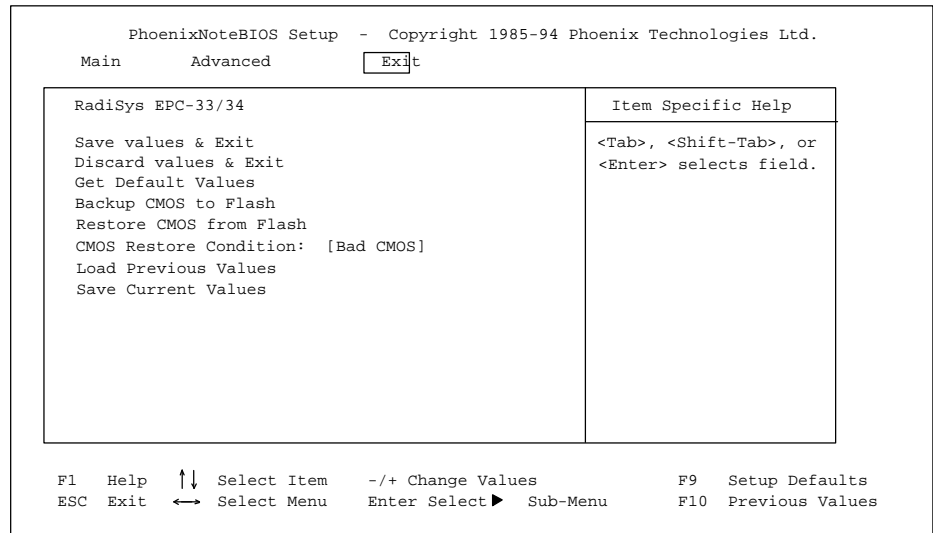 PhoenixNoteBIOS Setup - Copyright 1985-94 Phoenix Technologies Ltd.
Main Advanced Exit
RadiSys EPC-33/34
Save values & Exit
Discard values & Exit
Get Default Values
Backup CMOS to Flash
Restore CMOS from Flash
CMOS Restore Condition: [Bad CMOS]
Load Previous Values
Save Current Values
Item Specific Help
<Tab>, <Shift-Tab>, or
<Enter> selects field.
F1 Help ↑↓ Select Item -/+ Change Values F9 Setup Defaults
ESC Exit ↔ Select Menu Enter Select▶ Sub-Menu F10 Previous Values